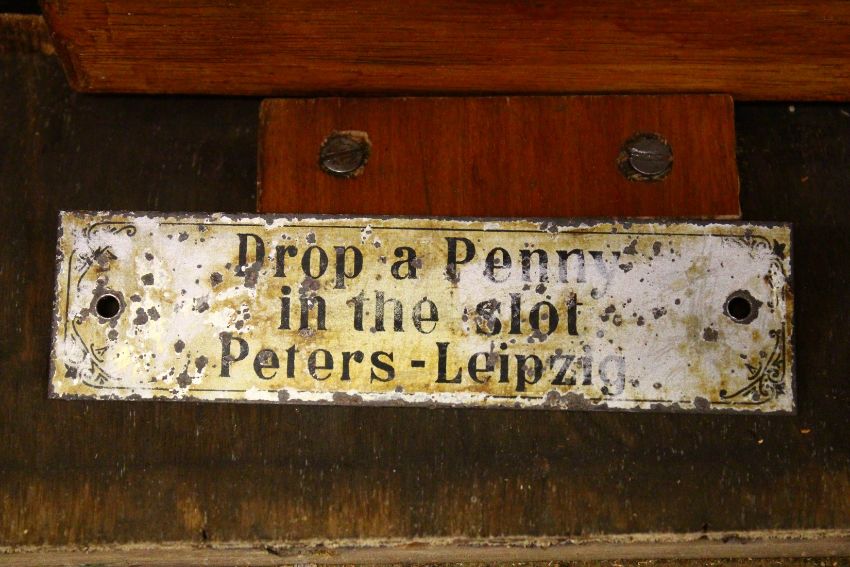 Drop a Penny
in the slot
Peters-Leipzig.